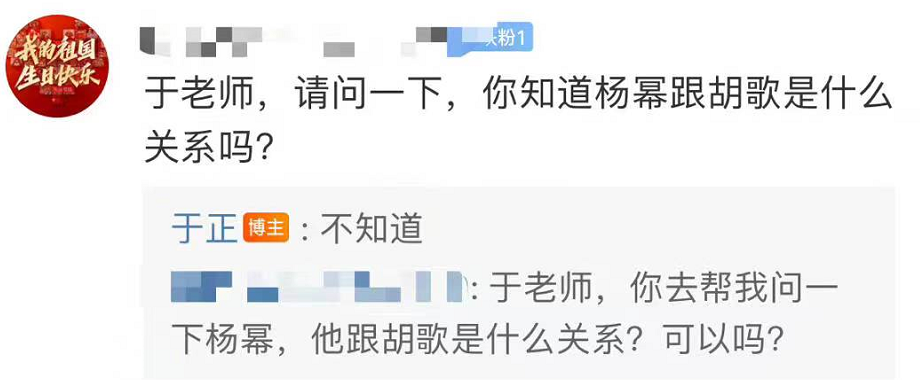 我的祖国
生日快乐
粉1
于老师，请问一下，你知道杨幂跟胡歌是什么
关系吗？
于正 博主：不知道
：于老师，你去帮我问一
下杨幂，他跟胡歌是什么关系？可以吗？